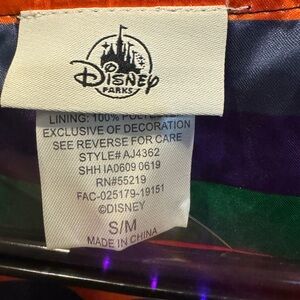 Disney
PARKS
LINING: 100% POLYESTER
EXCLUSIVE OF DECORATION
SEE REVERSE FOR CARE
STYLE# AJ4362
SHH IA0609 0619
RN#55219
FAC-025179-19151
©DISNEY
S/M
MADE IN CHINA